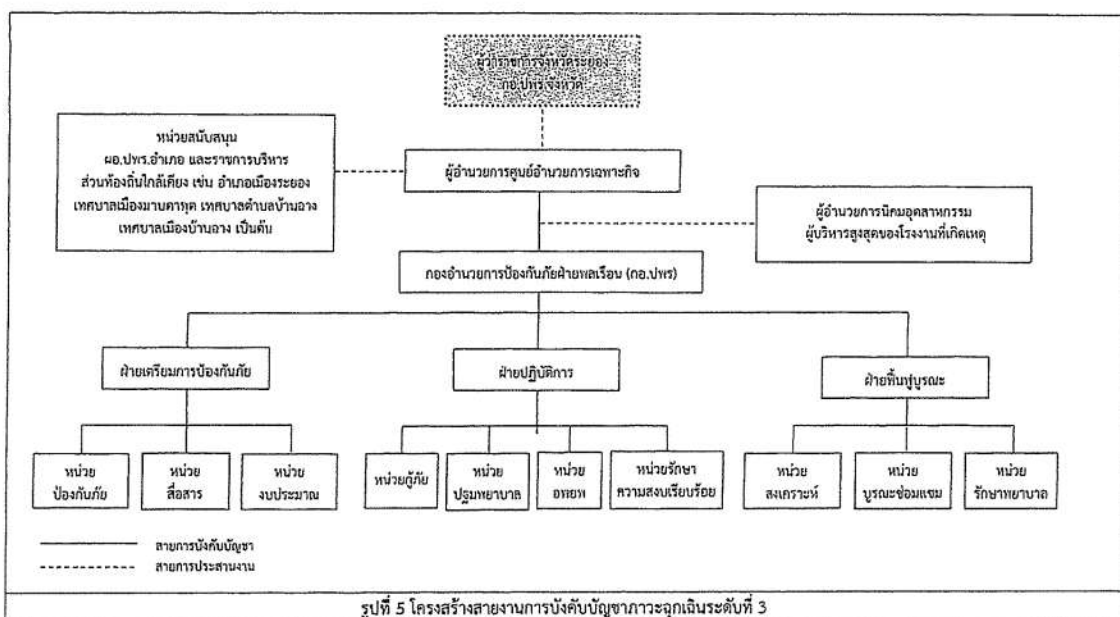 ผู้ว่าราชการจังหวัดระยอง
กอ.ปพร.จังหวัด
หน่วยสนับสนุน
ผอ.ปพร.อำเภอ และราชการบริหาร
ส่วนท้องถิ่นใกล้เคียง เช่น อำเภอเมืองระยอง
เทศบาลเมืองมาบตาพุด เทศบาลตำบลบ้านฉาง
เทศบาลเมืองบ้านฉาง เป็นต้น
ผู้อำนวยการศูนย์อำนวยการเฉพาะกิจ
ผู้อำนวยการนิคมอุตสาหกรรม
ผู้บริหารสูงสุดของโรงงานที่เกิดเหตุ
กองอำนวยการป้องกันภัยฝ่ายพลเรือน (กอ.ปพร)
ฝ่ายเตรียมการป้องกันภัย
ฝ่ายปฏิบัติการ
ฝ่ายฟื้นฟูบูรณะ
หน่วย
ป้องกันภัย
หน่วย
สื่อสาร
หน่วย
งบประมาณ
หน่วยกู้ภัย
หน่วย
ปฐมพยาบาล
หน่วย
อพยพ
หน่วยรักษา
ความสงบเรียบร้อย
หน่วย
สงเคราะห์
หน่วย
บูรณะซ่อมแซม
หน่วย
รักษาพยาบาล
สายการบังคับบัญชา
สายการประสานงาน
รูปที่ 5 โครงสร้างสายงานการบังคับบัญชาภาวะฉุกเฉินระดับที่ 3